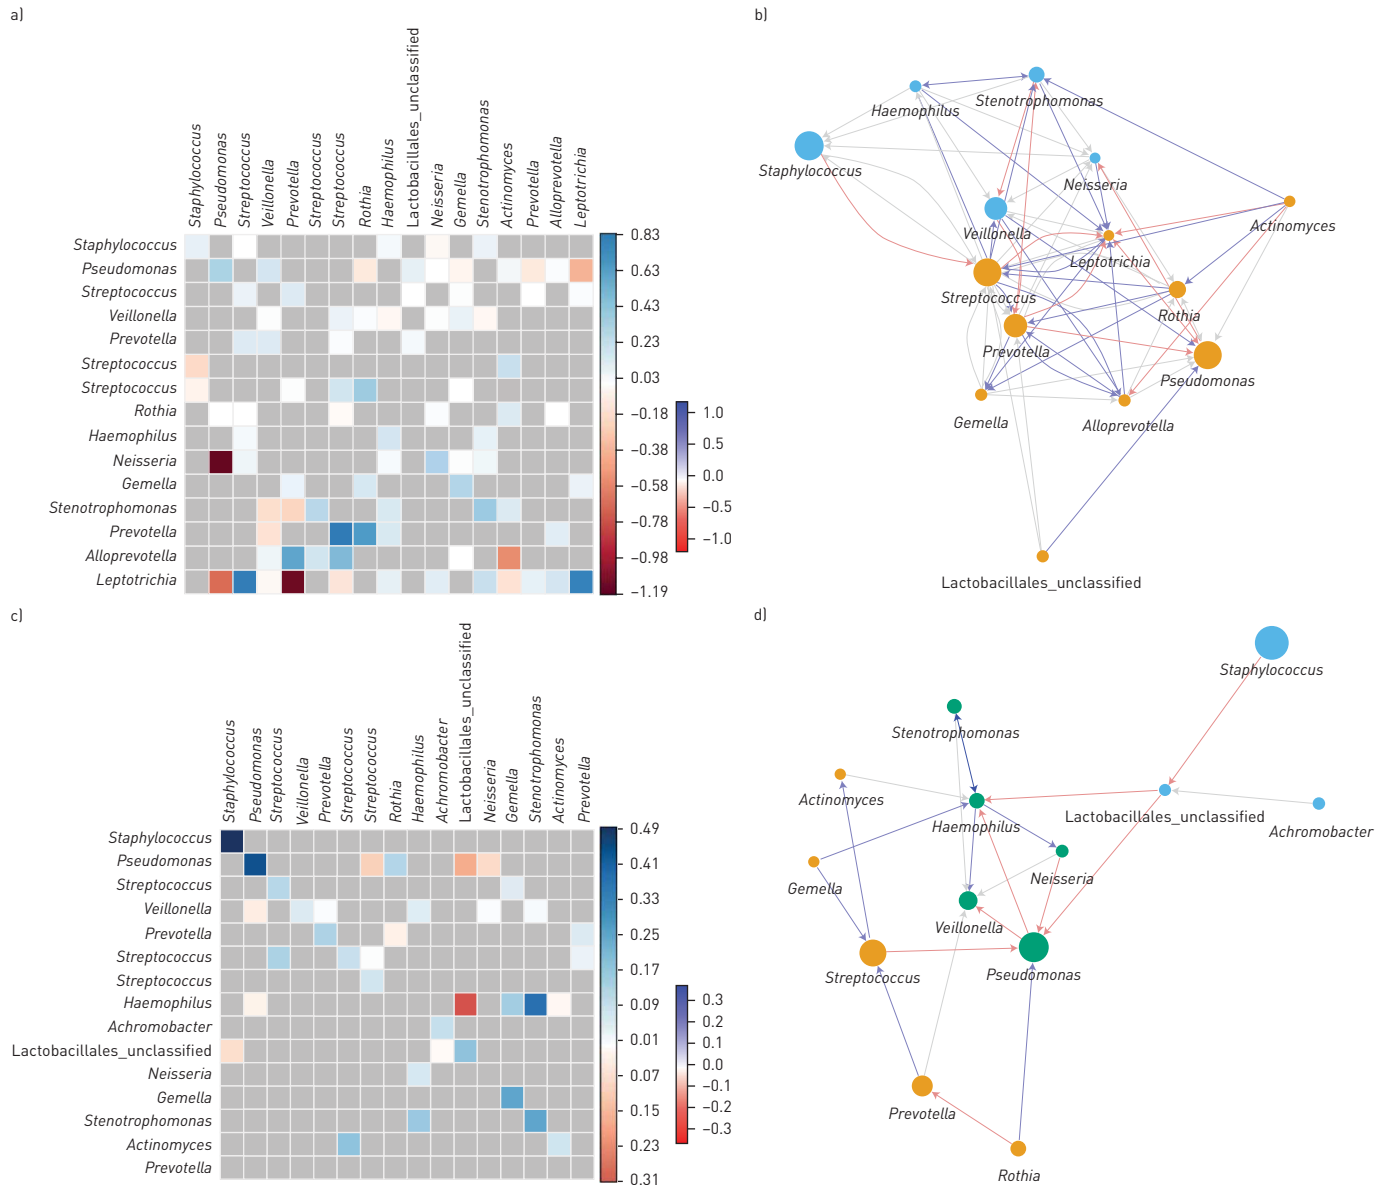 a)
Staphylococcus
Pseudomonas
Streptococcus
Veillonella
Prevotella
Streptococcus
Streptococcus
Rothia
Haemophilus
Lactobacillales_unclassified
Neisseria
Gemella
Stenotrophomonas
Actinomyces
Prevotella
Alloprevotella
Leptotrichia
Staphylococcus
Pseudomonas
Streptococcus
Veillonella
Prevotella
Streptococcus
Streptococcus
Rothia
Haemophilus
Neisseria
Gemella
Stenotrophomonas
Prevotella
Alloprevotella
Leptotrichia
0.83
0.63
0.43
0.23
0.03
−0.18
−0.38
−0.58
−0.78
−0.98
−1.19
1.0
0.5
0.0
−0.5
−1.0
b)
Haemophilus
Stenotrophomonas
Staphylococcus
Neisseria
Veillonella
Actinomyces
Leptotrichia
Streptococcus
Rothia
Prevotella
Pseudomonas
Gemella
Alloprevotella
Lactobacillales_unclassified
c)
Staphylococcus
Pseudomonas
Streptococcus
Veillonella
Prevotella
Streptococcus
Streptococcus
Rothia
Haemophilus
Achromobacter
Lactobacillales_unclassified
Neisseria
Gemella
Stenotrophomonas
Actinomyces
Prevotella
Staphylococcus
Pseudomonas
Streptococcus
Veillonella
Prevotella
Streptococcus
Streptococcus
Haemophilus
Achromobacter
Lactobacillales_unclassified
Neisseria
Gemella
Stenotrophomonas
Actinomyces
Prevotella
0.49
0.41
0.33
0.25
0.17
0.09
0.01
0.07
0.15
0.23
0.31
0.3
0.2
0.1
0.0
−0.1
−0.2
−0.3
d)
Staphylococcus
Stenotrophomonas
Actinomyces
Lactobacillales_unclassified
Haemophilus
Achromobacter
Neisseria
Gemella
Veillonella
Streptococcus
Pseudomonas
Prevotella
Rothia